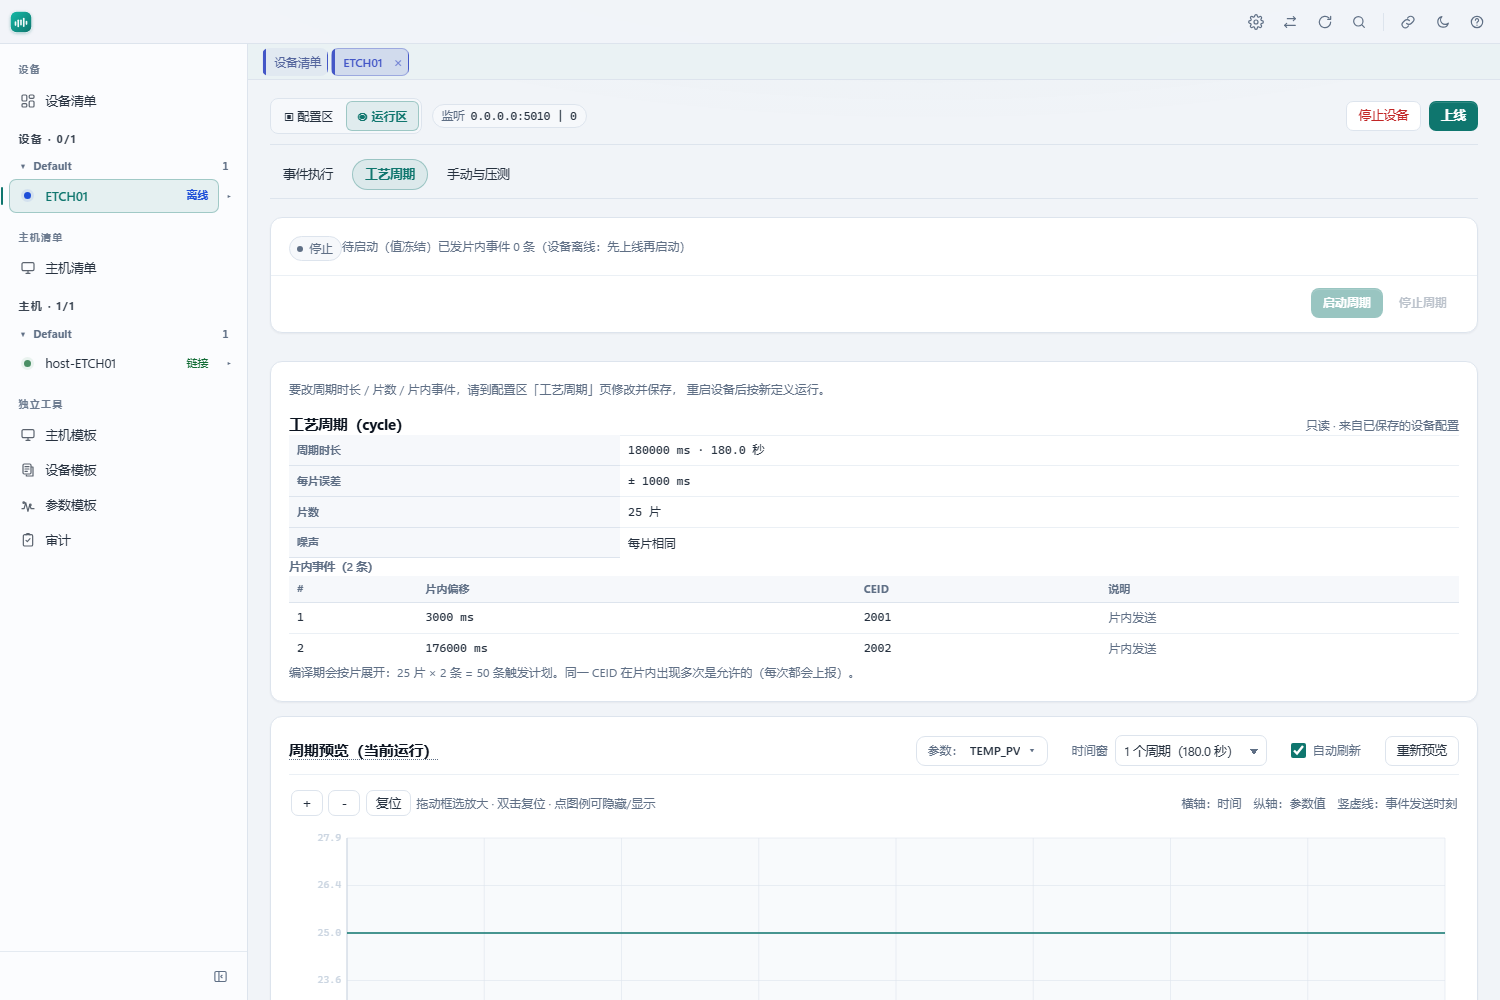 设备清单
ETCH01 ×
设备
设备清单
设备 · 0/1
Default 1
ETCH01 离线
主机清单
主机清单
主机 · 1/1
Default 1
host-ETCH01 链接
独立工具
主机模板
设备模板
参数模板
审计
配置区 运行区 监听 0.0.0.0:5010 | 0 停止设备 上线
事件执行 工艺周期 手动与压测
停止 待启动（值冻结）已发片内事件 0 条（设备离线：先上线再启动）
启动周期 停止周期
要改周期时长 / 片数 / 片内事件，请到配置区「工艺周期」页修改并保存， 重启设备后按新定义运行。
工艺周期（cycle） 只读 · 来自已保存的设备配置
周期时长 180000 ms · 180.0 秒
每片误差 ± 1000 ms
片数 25 片
噪声 每片相同
片内事件（2 条）
# 片内偏移 CEID 说明
1 3000 ms 2001 片内发送
2 176000 ms 2002 片内发送
编译期会按片展开：25 片 × 2 条 = 50 条触发计划。同一 CEID 在片内出现多次是允许的（每次都会上报）。
周期预览（当前运行） 参数： TEMP_PV 时间窗 1 个周期（180.0 秒） 自动刷新 重新预览
+ - 复位 拖动框选放大 · 双击复位 · 点图例可隐藏/显示 横轴：时间 纵轴：参数值 竖虚线：事件发送时刻
27.9
26.4
25.0
23.6